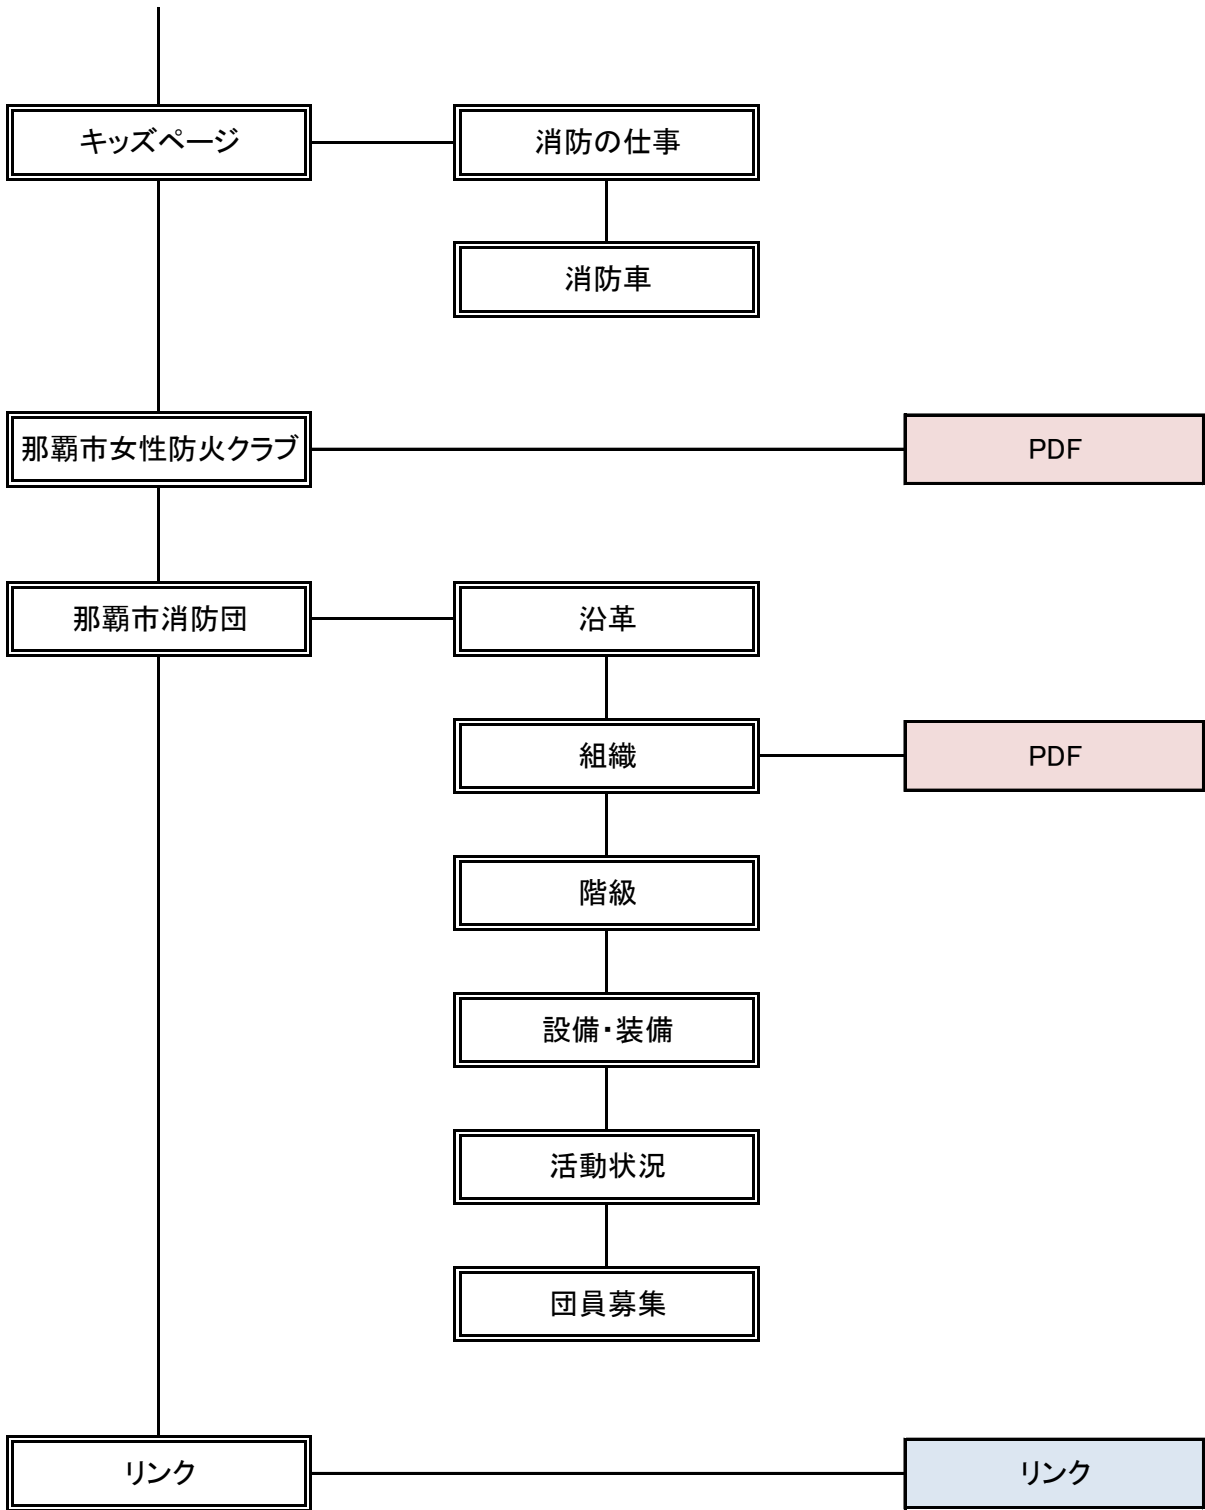 キッズページ
消防の仕事
消防車
那覇市女性防火クラブ
PDF
那覇市消防団
沿革
組織
PDF
階級
設備・装備
活動状況
団員募集
リンク
リンク